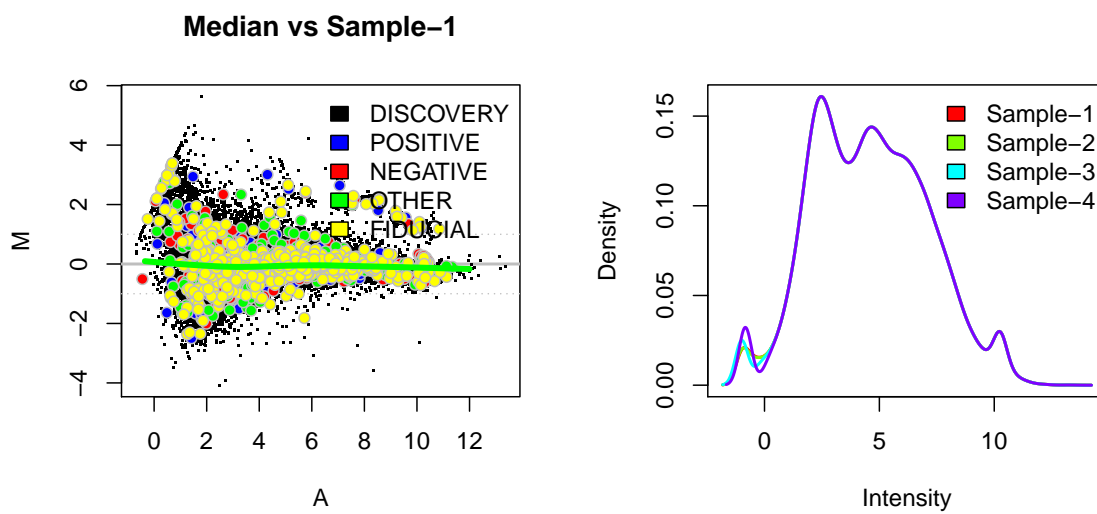 Median vs Sample−1
M
6
4
2
0
−2
−4
DISCOVERY
POSITIVE
NEGATIVE
OTHER
FIDUCIAL
0 2 4 6 8 10 12
A
Density
0.15
0.10
0.05
0.00
Sample−1
Sample−2
Sample−3
Sample−4
0 5 10
Intensity